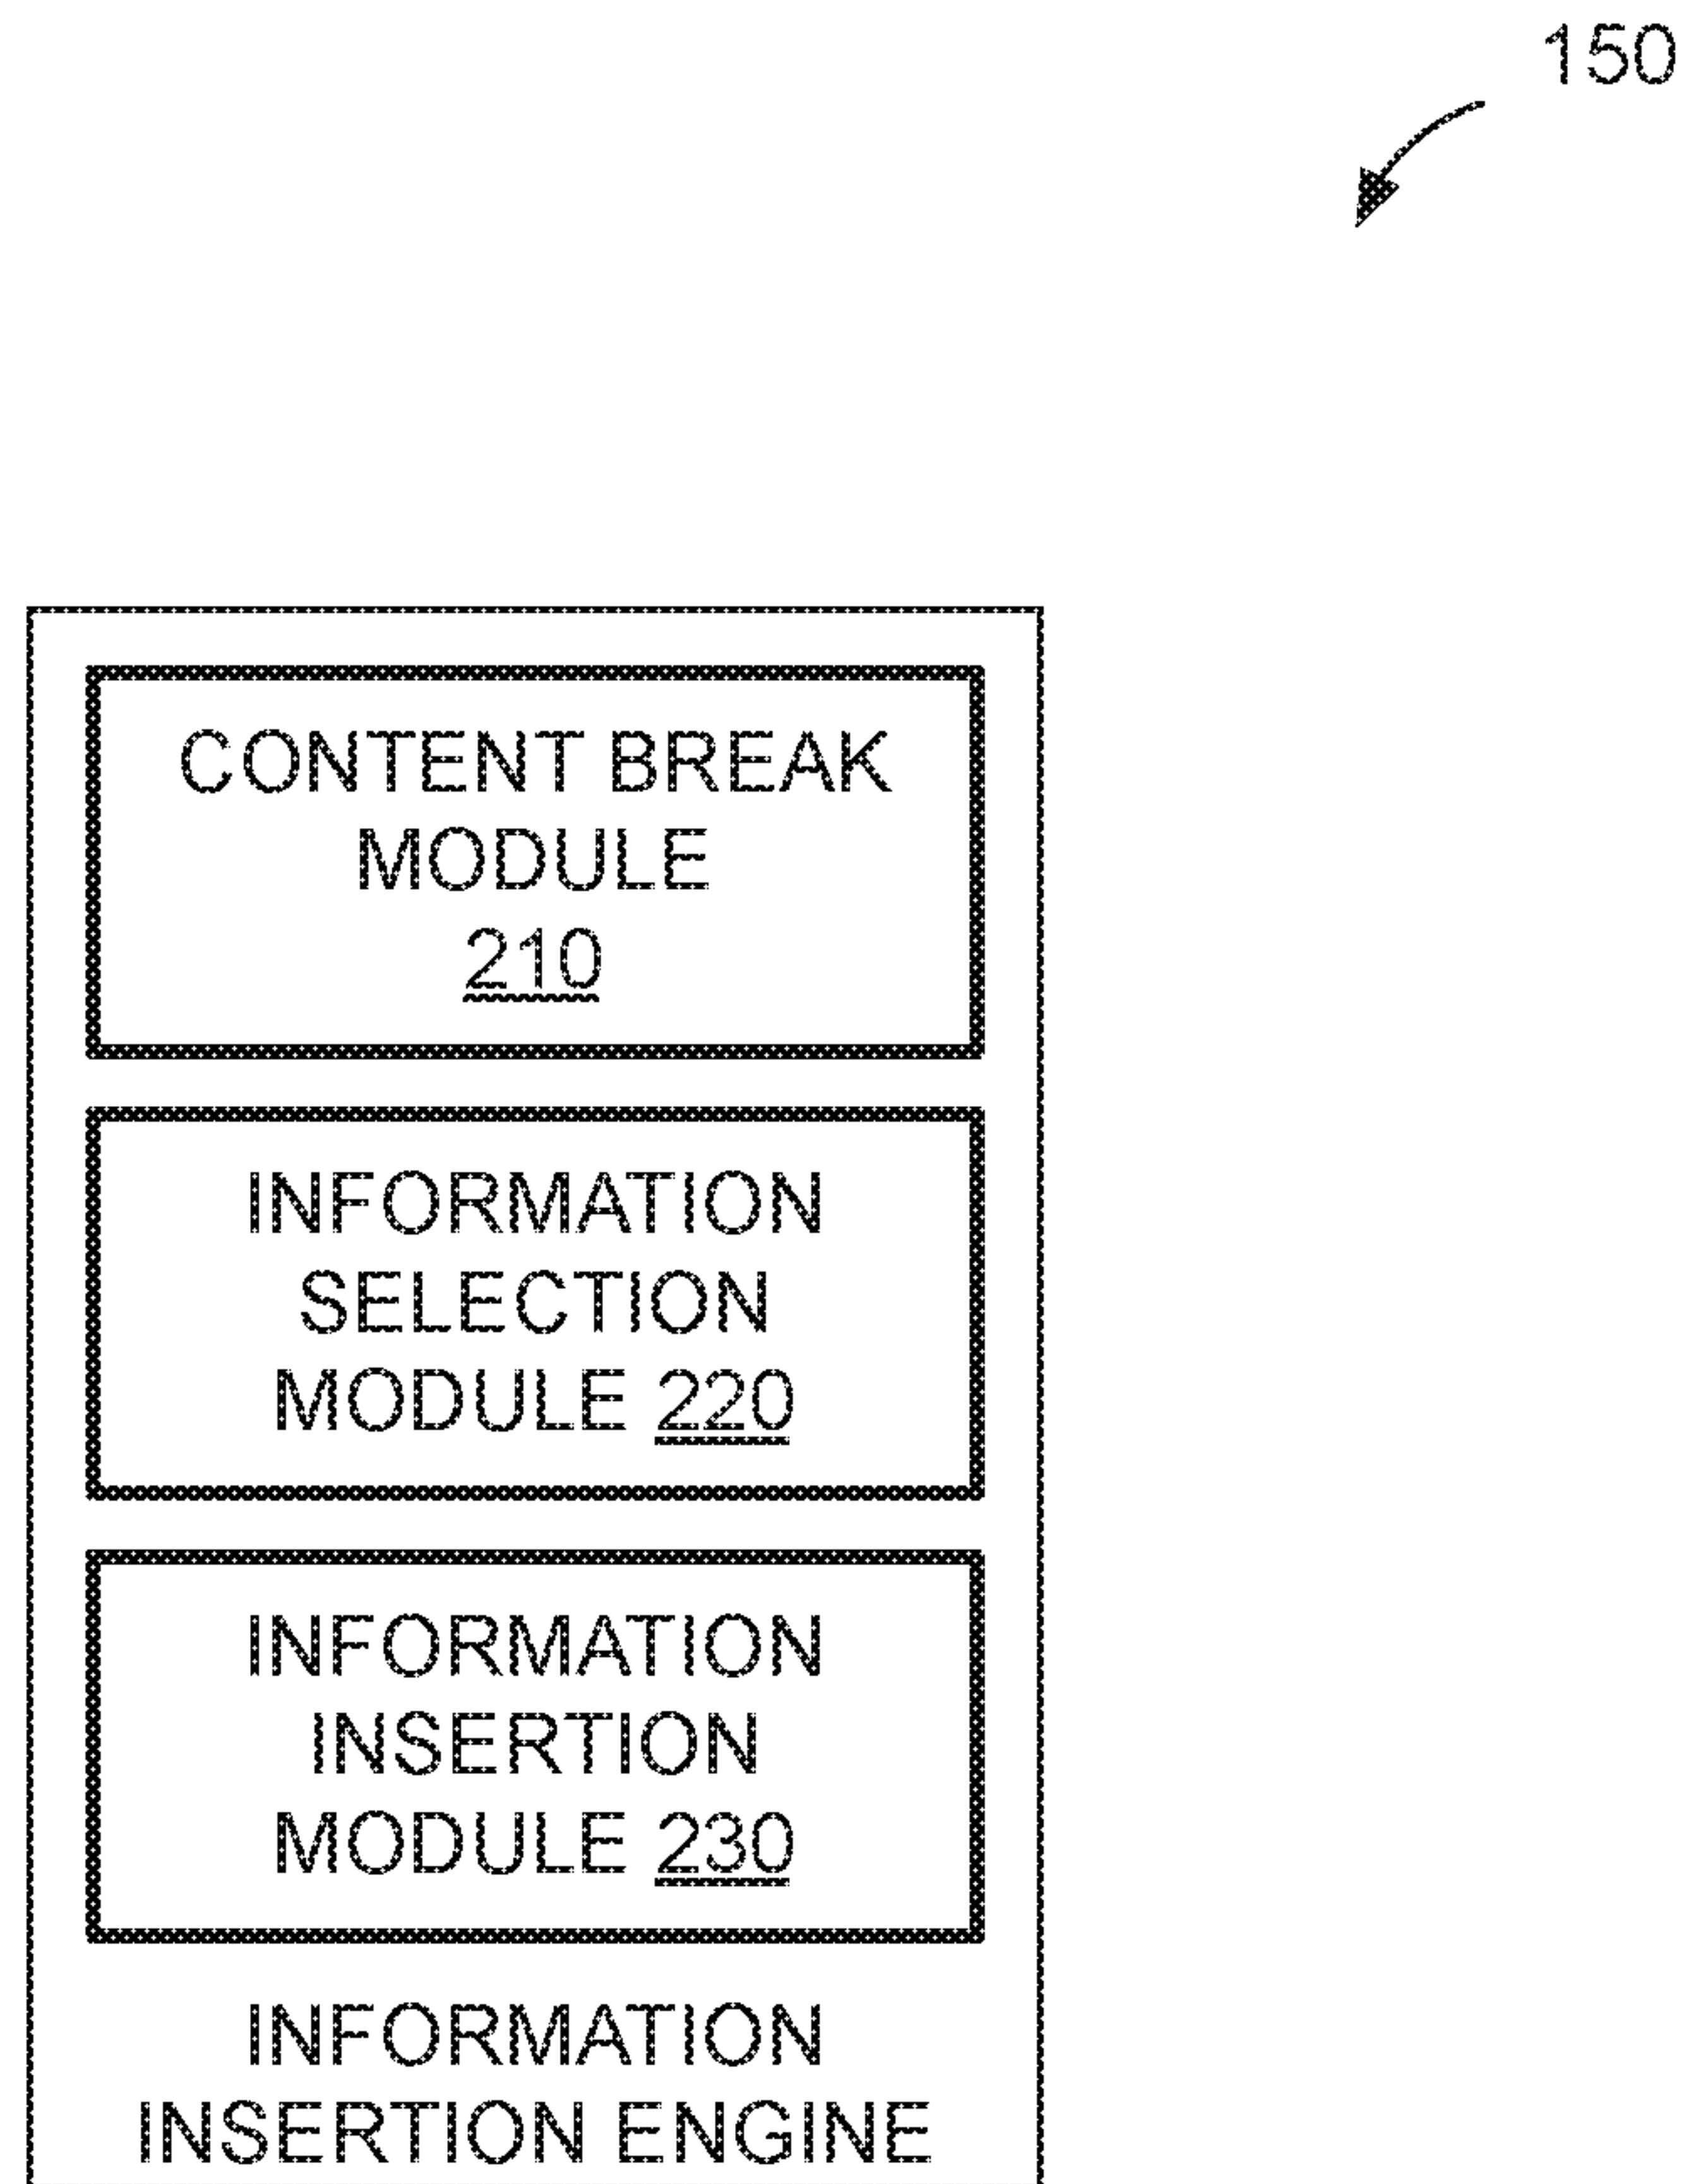 150
CONTENT BREAK
MODULE
210
INFORMATION
SELECTION
MODULE 220
INFORMATION
INSERTION
MODULE 230
INFORMATION
INSERTION ENGINE